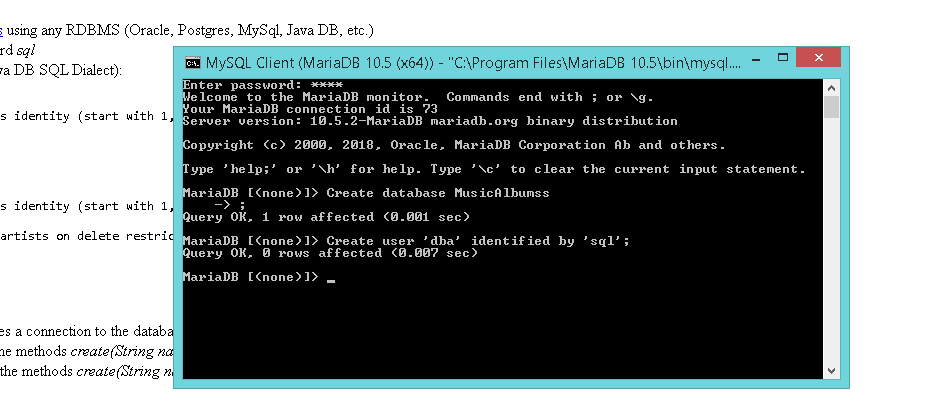 s using any RDBMS (Oracle, Postgres, MySql, Java DB, etc.)
rd sql
va DB SQL Dialect):
s identity (start with 1,
s identity (start with 1,
artists on delete restric
es a connection to the databa
he methods create(String na
the methods create(String n
MySQL Client (MariaDB 10.5 (x64)) - "C:\Program Files\MariaDB 10.5\bin\mysql....
Enter password: ****
Welcome to the MariaDB monitor.  Commands end with ; or \g.
Your MariaDB connection id is 73
Server version: 10.5.2-MariaDB mariadb.org binary distribution
Copyright (c) 2000, 2018, Oracle, MariaDB Corporation Ab and others.
Type 'help;' or '\h' for help. Type '\c' to clear the current input statement.
MariaDB [(none)]> Create database MusicAlbumss
    -> ;
Query OK, 1 row affected (0.001 sec)
MariaDB [(none)]> Create user 'dba' identified by 'sql';
Query OK, 0 rows affected (0.007 sec)
MariaDB [(none)]> _